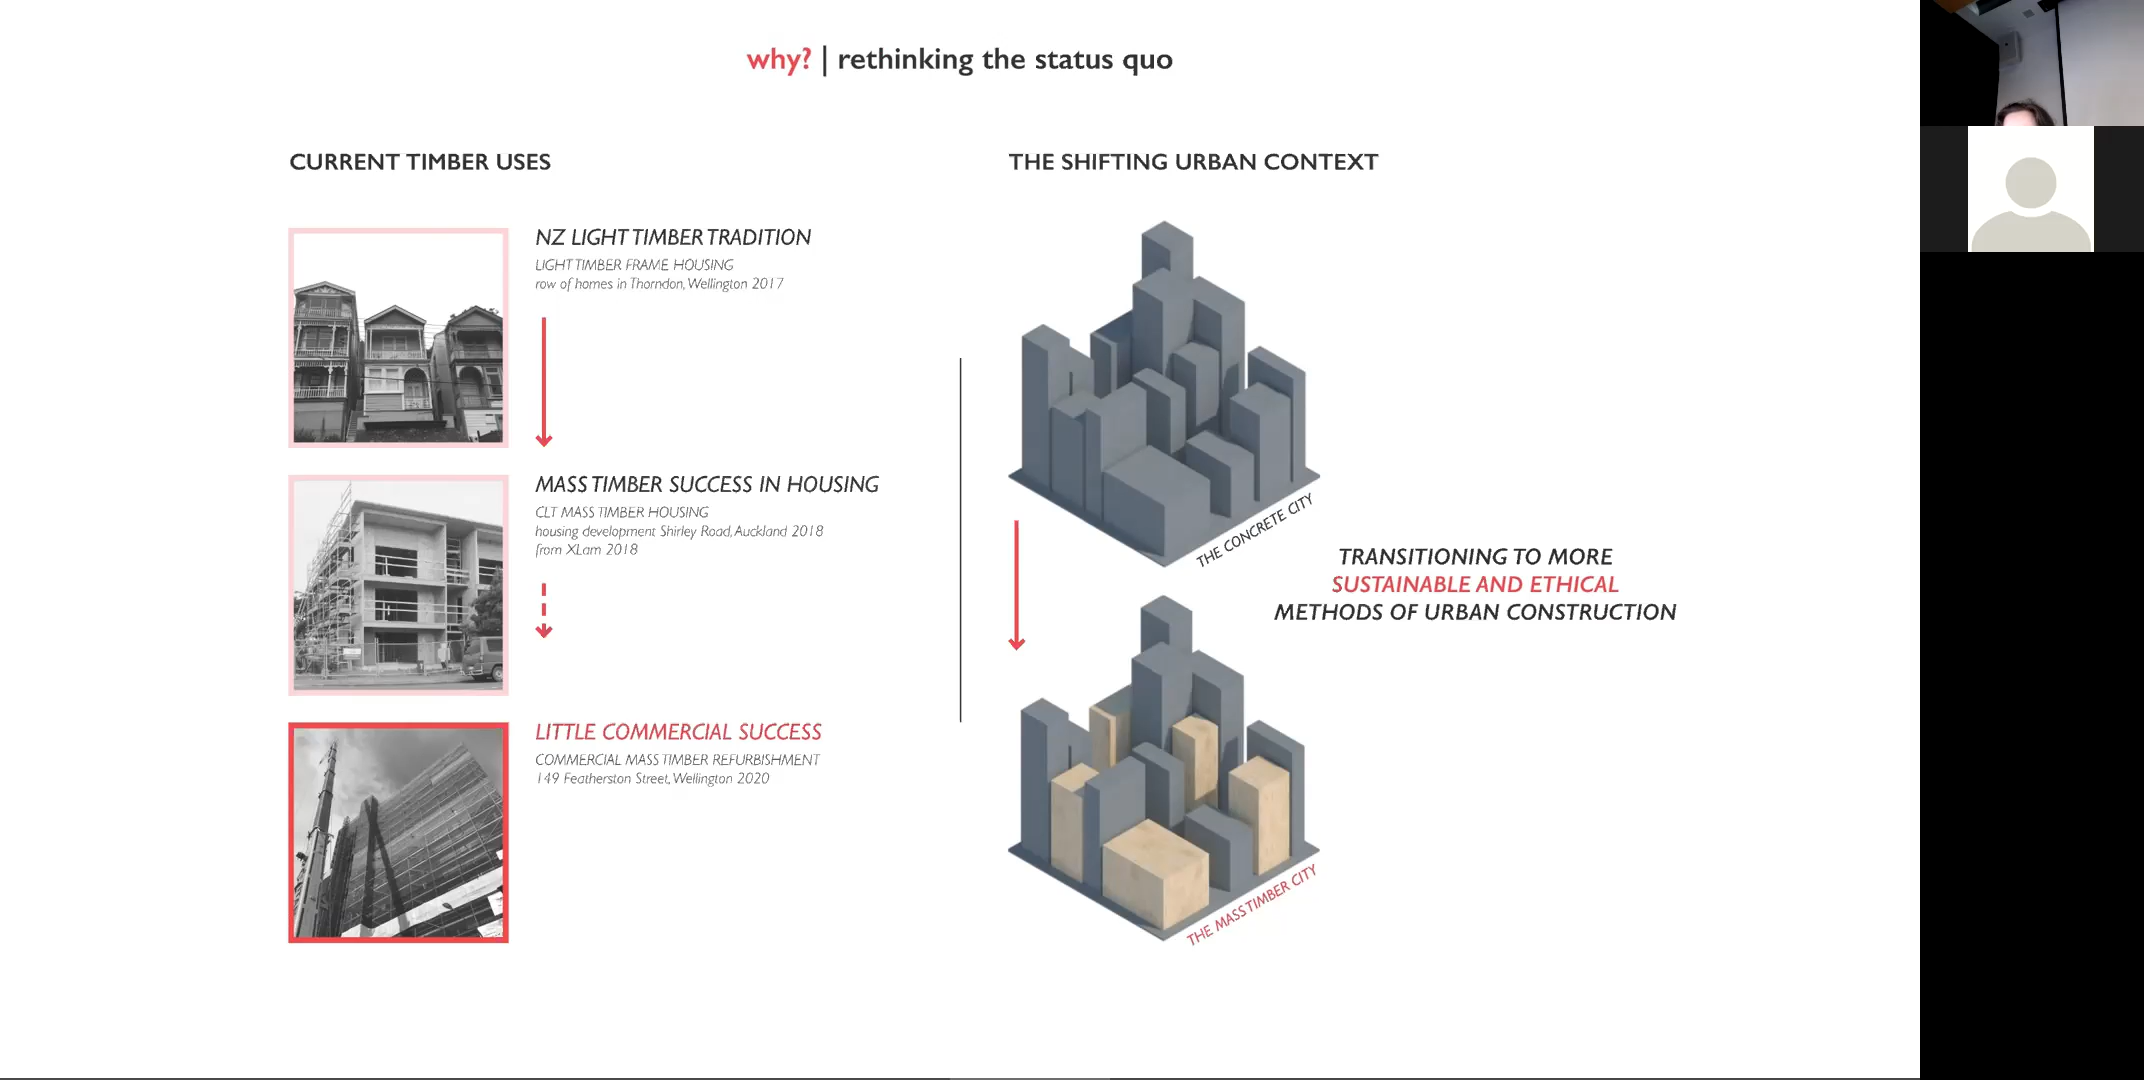 why? | rethinking the status quo
CURRENT TIMBER USES
NZ LIGHT TIMBER TRADITION
LIGHT TIMBER FRAME HOUSING
row of homes in Thorndon, Wellington 2017
MASS TIMBER SUCCESS IN HOUSING
CLT MASS TIMBER HOUSING
housing development Shirley Road, Auckland 2018
from XLam 2018
LITTLE COMMERCIAL SUCCESS
COMMERCIAL MASS TIMBER REFURBISHMENT
149 Featherston Street, Wellington 2020
THE SHIFTING URBAN CONTEXT
THE CONCRETE CITY
TRANSITIONING TO MORE
SUSTAINABLE AND ETHICAL
METHODS OF URBAN CONSTRUCTION
THE MASS TIMBER CITY